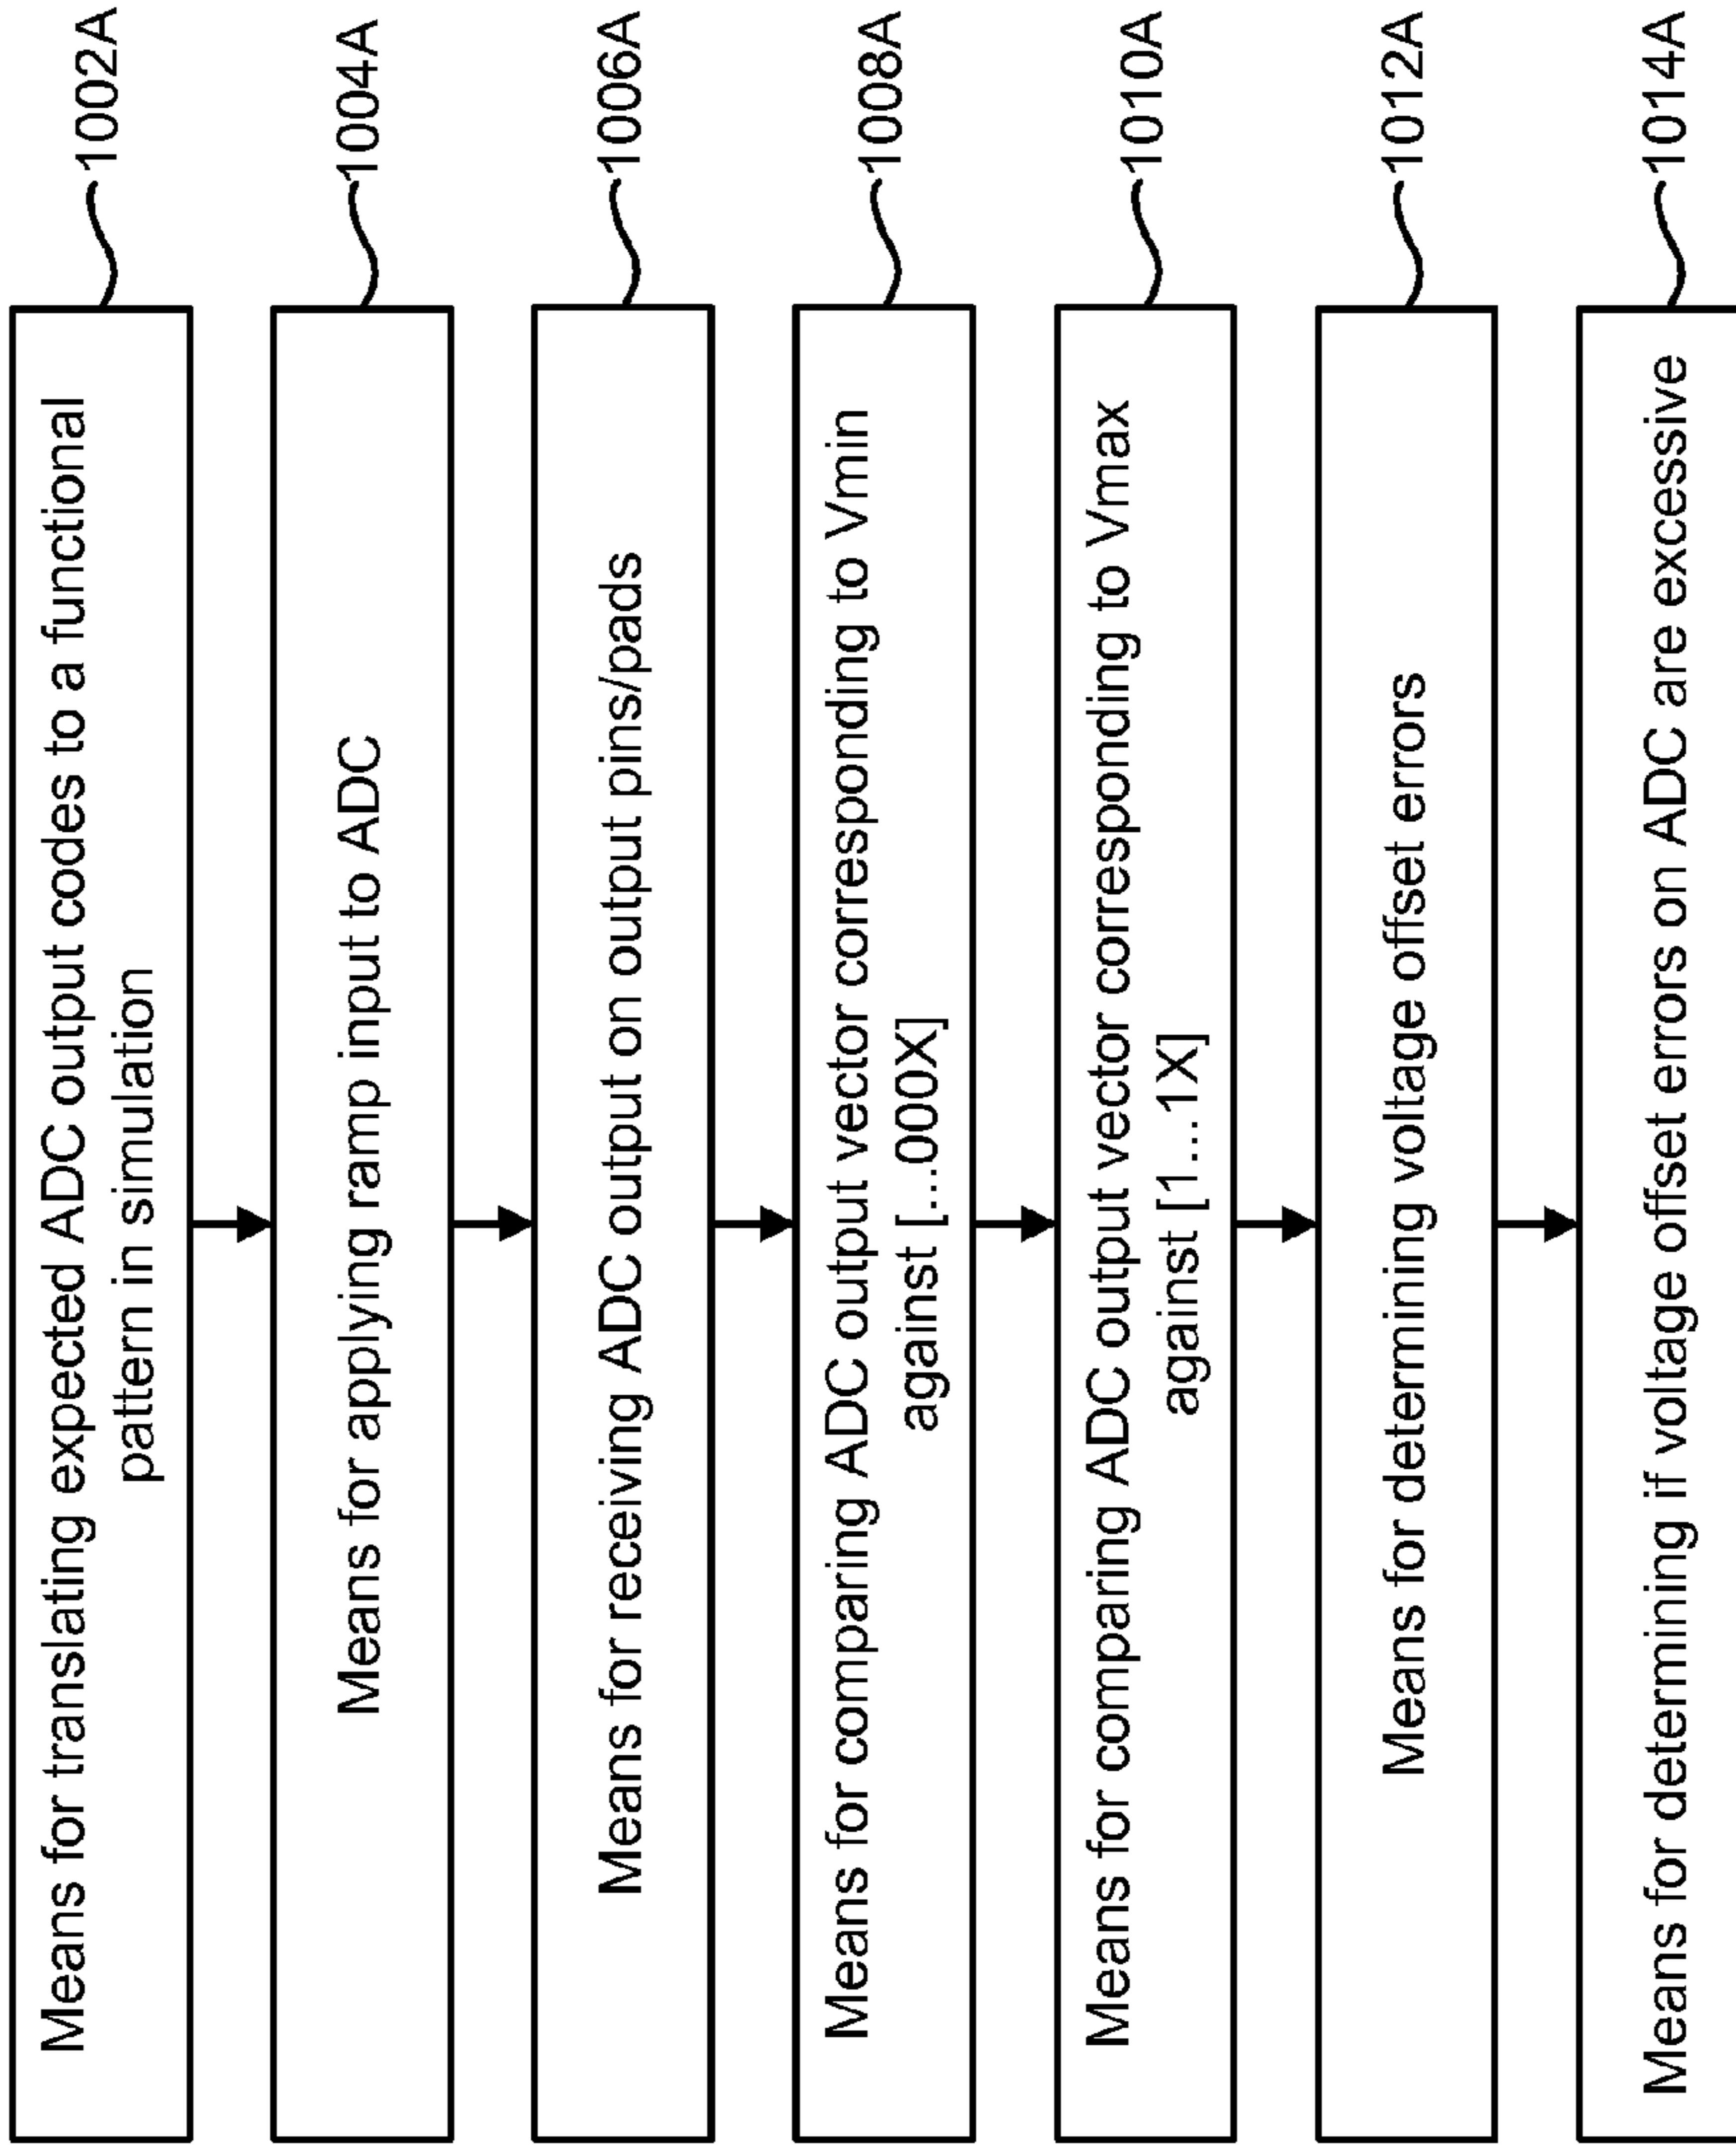 Means for translating expected ADC output codes to a functional
pattern in simulation
1002A
Means for applying ramp input to ADC
1004A
Means for receiving ADC output on output pins/pads
1006A
Means for comparing ADC output vector corresponding to Vmin
against [...000X]
1008A
Means for comparing ADC output vector corresponding to Vmax
against [1...1X]
1010A
Means for determining voltage offset errors
1012A
Means for determining if voltage offset errors on ADC are excessive
1014A